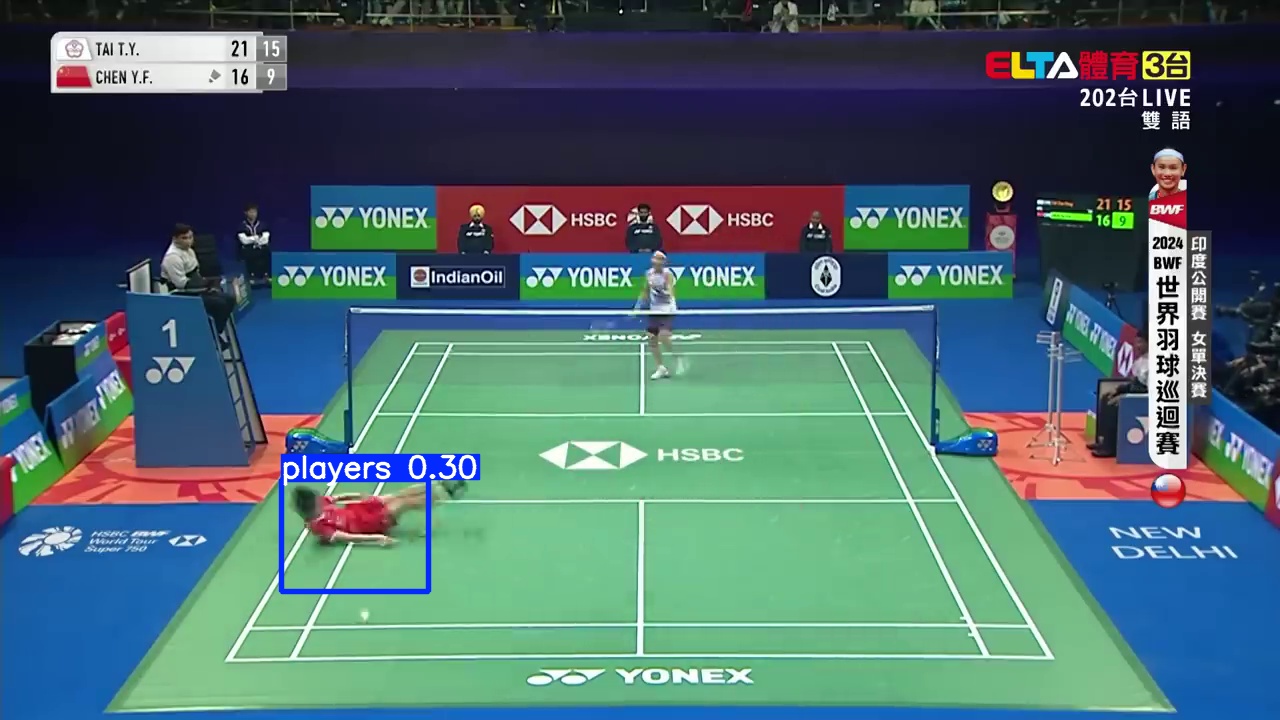 TAI T.Y. 21 15
CHEN Y.F. 16 9
ELTA體育3台
202台LIVE
雙語
BWF
2024
BWF
世界羽球巡迴賽
印度公開賽 女單決賽
21 15
16 9
YONEX
HSBC
HSBC
YONEX
YONEX
IndianOil
YONEX
YONEX
YONEX
1
YONEX
HSBC
players 0.30
HSBC BWF
World Tour
Super 750
NEW
DELHI
YONEX